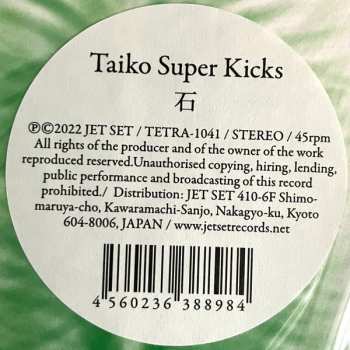 Taiko Super Kicks
石
℗©2022 JET SET / TETRA-1041 / STEREO / 45rpm
All rights of the producer and of the owner of the work
reproduced reserved.Unauthorised copying, hiring, lending,
public performance and broadcasting of this record
prohibited./  Distribution: JET SET 410-6F Shimo-
maruya-cho, Kawaramachi-Sanjo, Nakagyo-ku, Kyoto
604-8006, JAPAN / www.jetsetrecords.net
4 560236 388984